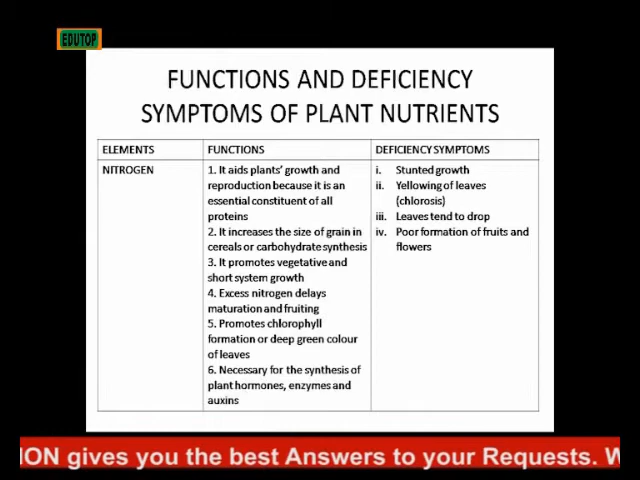 EDUTOP
FUNCTIONS AND DEFICIENCY
SYMPTOMS OF PLANT NUTRIENTS
ELEMENTS
FUNCTIONS
DEFICIENCY SYMPTOMS
NITROGEN
1. It aids plants' growth and
reproduction because it is an
essential constituent of all
proteins
2. It increases the size of grain in
cereals or carbohydrate synthesis
3. It promotes vegetative and
short system growth
4. Excess nitrogen delays
maturation and fruiting
5. Promotes chlorophyll
formation or deep green colour
of leaves
6. Necessary for the synthesis of
plant hormones, enzymes and
auxins
i. Stunted growth
ii. Yellowing of leaves
(chlorosis)
iii. Leaves tend to drop
iv. Poor formation of fruits and
flowers
ION gives you the best Answers to your Requests. W